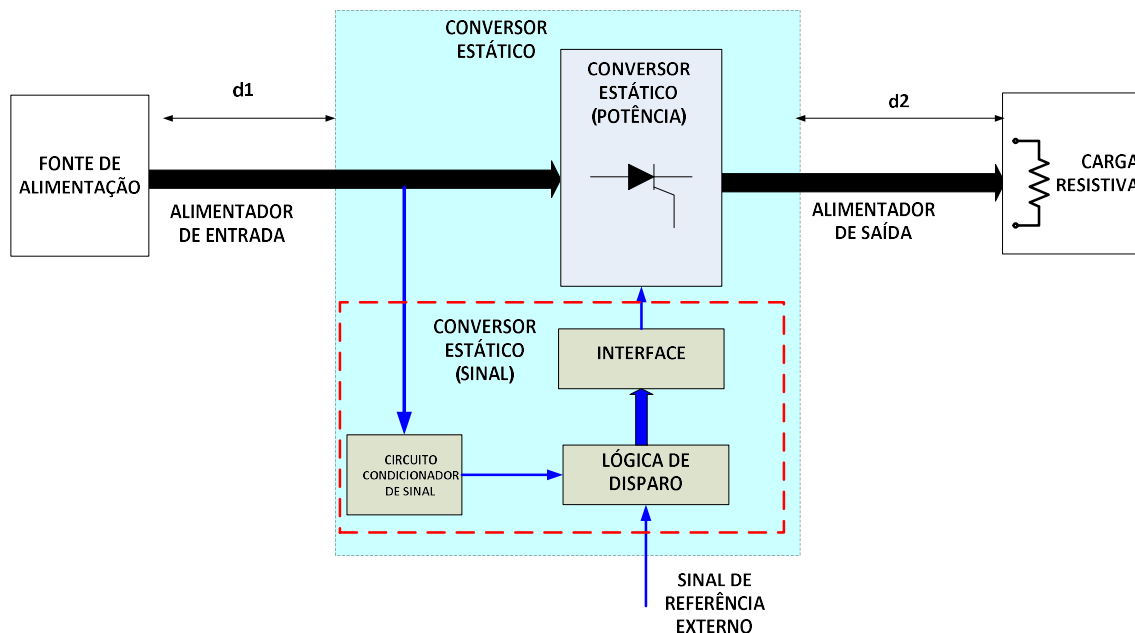 CONVERSOR
ESTÁTICO
CONVERSOR
ESTÁTICO
(POTÊNCIA)
d1
d2
FONTE DE
ALIMENTAÇÃO
CARGA
RESISTIVA
ALIMENTADOR
DE ENTRADA
ALIMENTADOR
DE SAÍDA
CONVERSOR
ESTÁTICO
(SINAL)
INTERFACE
CIRCUITO
CONDICIONADOR
DE SINAL
LÓGICA DE
DISPARO
SINAL DE
REFERÊNCIA
EXTERNO